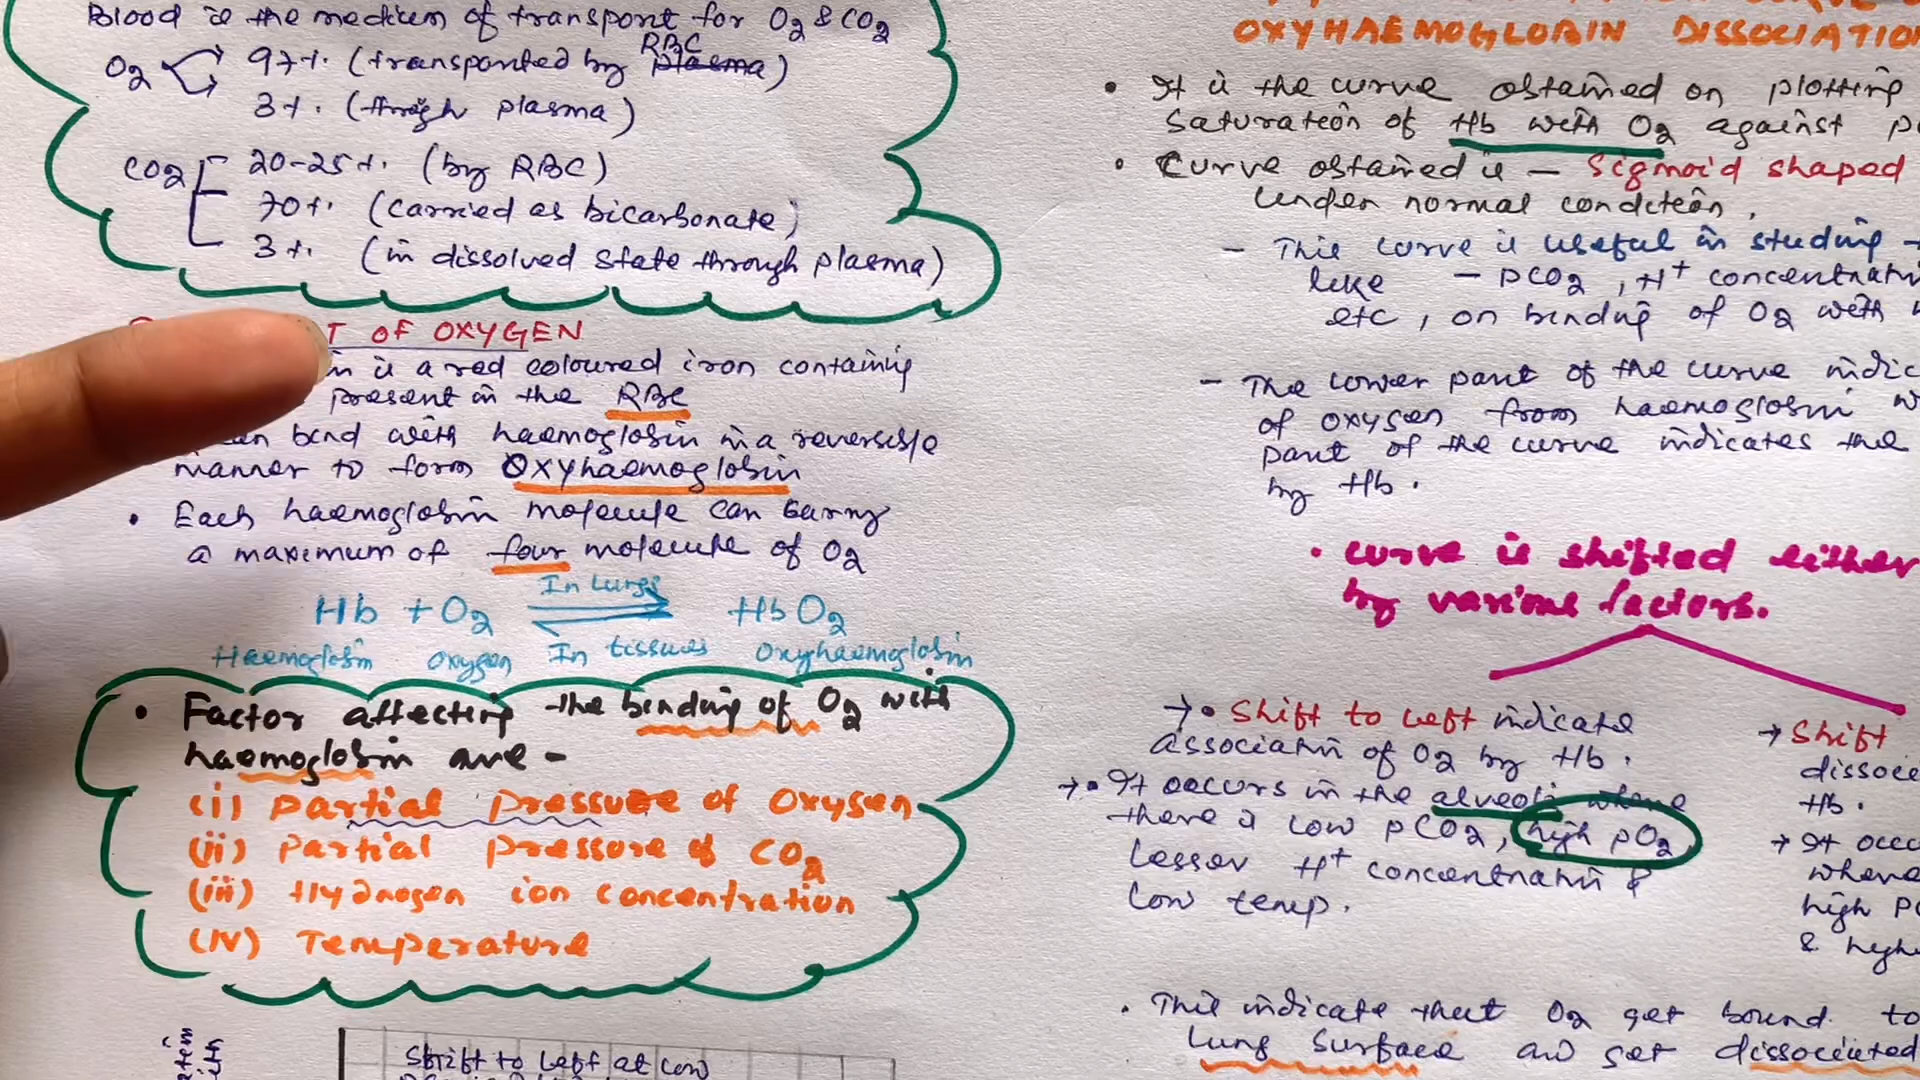 Blood is the medium of transport for O2 & CO2
RBC
O2 97%. (transported by plasma)
3%. (through plasma)
CO2 20-25%. (by RBC)
70%. (carried as bicarbonate)
3%. (in dissolved state through plasma)
T OF OXYGEN
in is a red coloured iron containing
present in the RBC
can bind with haemoglobin in a reversible
manner to form Oxyhaemoglobin
• Each haemoglobin molecule can carry
a maximum of four molecule of O2
In Lungs
Hb + O2 HbO2
Haemoglobin oxygen In tissues Oxyhaemoglobin
• Factor affecting the binding of O2 with
haemoglobin are -
(i) Partial pressure of Oxygen
(ii) Partial pressure of CO2
(iii) Hydrogen ion concentration
(iv) Temperature
Shift to left at low
OXYHAEMOGLOBIN DISSOCIATION
• It is the curve obtained on plotting
saturation of Hb with O2 against
• Curve obtained is - Sigmoid shaped
under normal condition.
- This curve is useful in studing
like - pCO2, H+ concentration
etc, on binding of O2 with
- The lower part of the curve indic
of oxygen from haemoglobin w
part of the curve indicates the
by Hb.
• curve is shifted either
by various factors.
→ • Shift to left indicate
association of O2 by Hb.
→ • It occurs in the alveoli where
there is low pCO2, high pO2
Lesser H+ concentration &
low temp.
→ Shift
dissoc
Hb.
→ It occ
where
high p
& high
• This indicate that O2 get bound to
lung surface and get dissociated